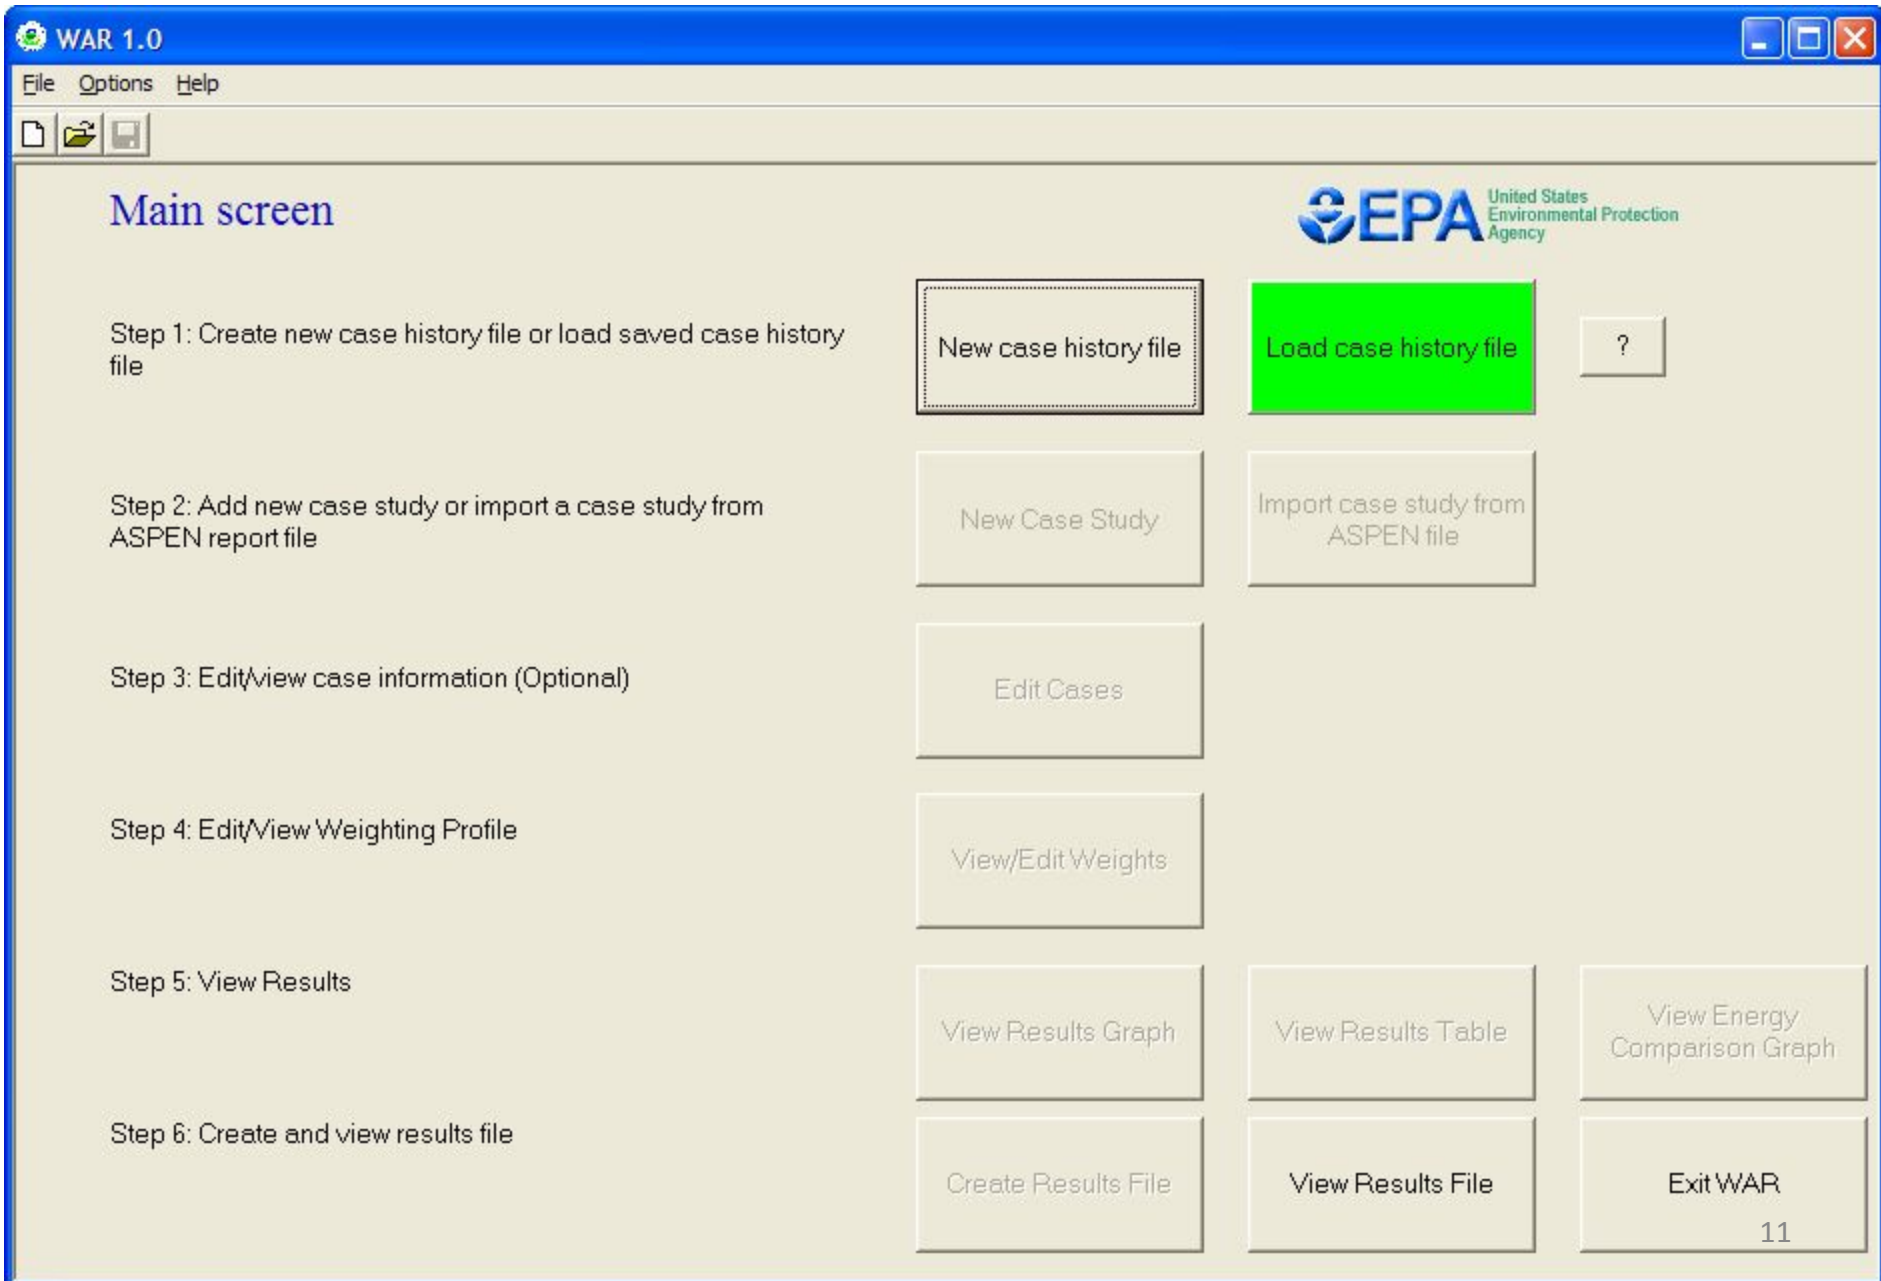 WAR 1.0
File Options Help
Main screen
EPA
United States
Environmental Protection
Agency
Step 1: Create new case history file or load saved case history
file
New case history file
Load case history file
?
Step 2: Add new case study or import a case study from
ASPEN report file
New Case Study
Import case study from
ASPEN file
Step 3: Edit/view case information (Optional)
Edit Cases
Step 4: Edit/View Weighting Profile
View/Edit Weights
Step 5: View Results
View Results Graph
View Results Table
View Energy
Comparison Graph
Step 6: Create and view results file
Create Results File
View Results File
Exit WAR
11